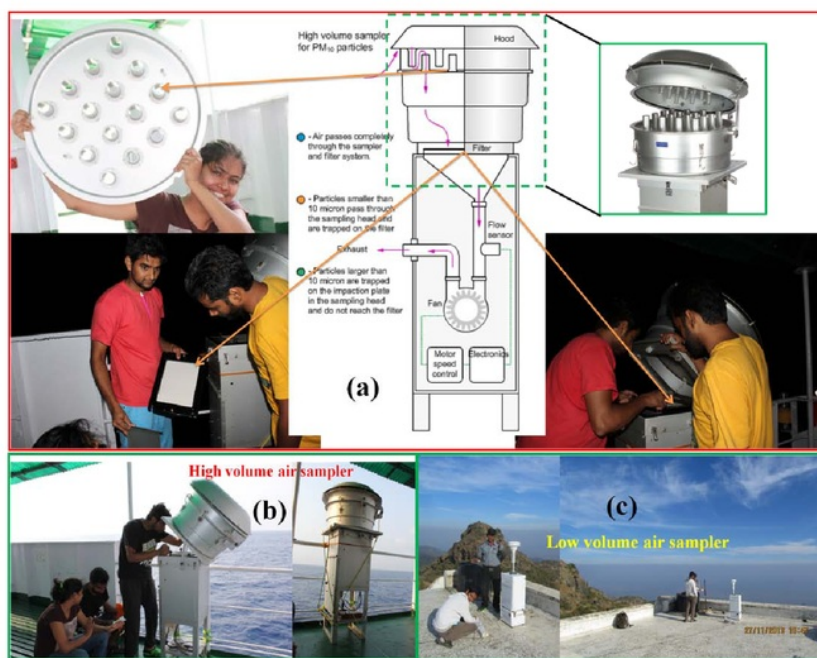 High volume sampler
for PM10 particles
Hood
- Air passes completely
through the sampler
and filter system.
Filter
- Particles smaller than
10 micron pass through
the sampling head and
are trapped on the filter
Flow
sensor
Exhaust
- Particles larger than
10 micron are trapped
on the impaction plate
in the sampling head
and do not reach the filter
Fan
Motor
speed
control
Electronics
(a)
High volume air sampler
(b)
(c)
Low volume air sampler